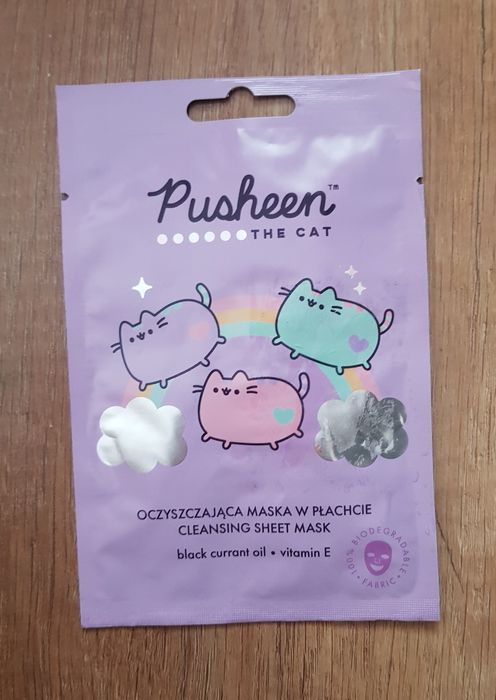 Pusheen™
THE CAT
OCZYSZCZAJĄCA MASKA W PŁACHCIE
CLEANSING SHEET MASK
black currant oil • vitamin E
100% BIODEGRADABLE • FABRIC •